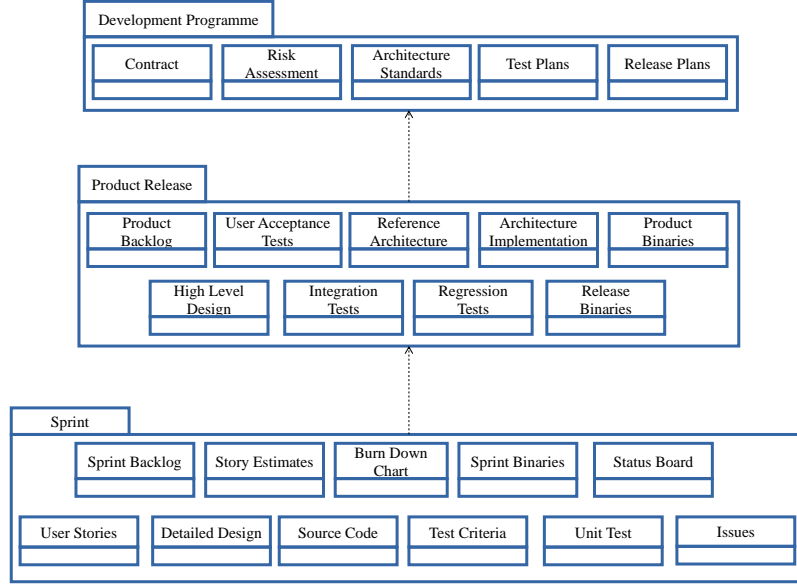 Development Programme
Contract
Risk
Assessment
Architecture
Standards
Test Plans
Release Plans
Product Release
Product
Backlog
User Acceptance
Tests
Reference
Architecture
Architecture
Implementation
Product
Binaries
High Level
Design
Integration
Tests
Regression
Tests
Release
Binaries
Sprint
Sprint Backlog
Story Estimates
Burn Down
Chart
Sprint Binaries
Status Board
User Stories
Detailed Design
Source Code
Test Criteria
Unit Test
Issues